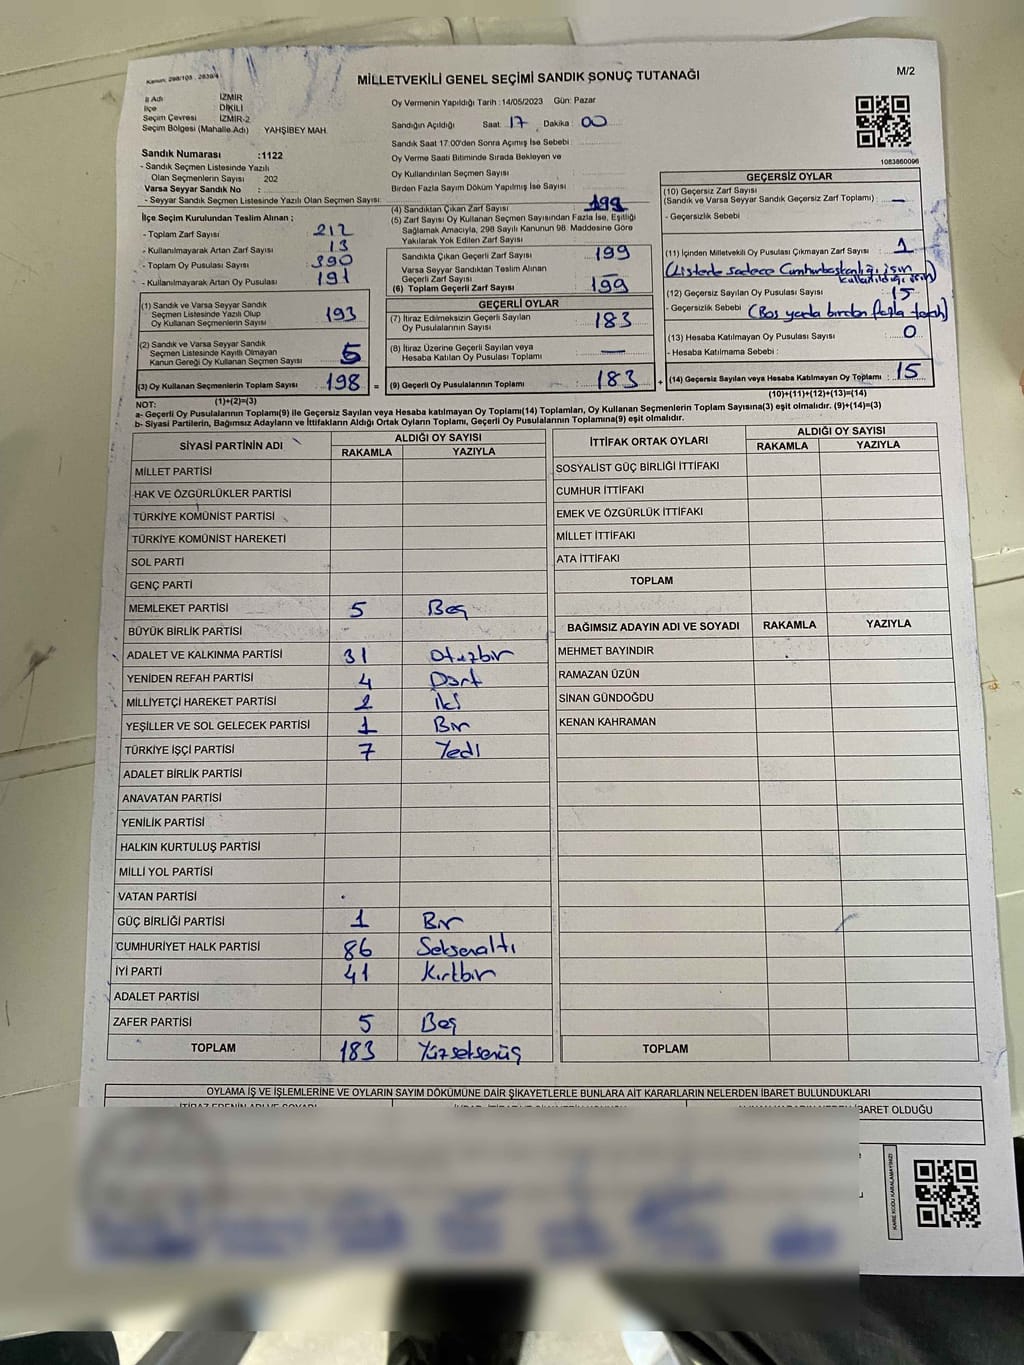 Kanun: 298/105 - 2839/4
MİLLETVEKİLİ GENEL SEÇİMİ SANDIK SONUÇ TUTANAĞI
M/2
İl Adı : İZMİR
İlçe : DİKİLİ
Seçim Çevresi : İZMİR-2
Seçim Bölgesi (Mahalle Adı) YAHŞİBEY MAH.
Sandık Numarası :1122
- Sandık Seçmen Listesinde Yazılı
Olan Seçmenlerin Sayısı : 202
Varsa Seyyar Sandık No :
- Seyyar Sandık Seçmen Listesinde Yazılı Olan Seçmen Sayısı:
İlçe Seçim Kurulundan Teslim Alınan ;
- Toplam Zarf Sayısı : 212
- Kullanılmayarak Artan Zarf Sayısı : 13
- Toplam Oy Pusulası Sayısı : 390
- Kullanılmayarak Artan Oy Pusulası : 191
(1) Sandık ve Varsa Seyyar Sandık
Seçmen Listesinde Yazılı Olup
Oy Kullanan Seçmenlerin Sayısı : 193
(2) Sandık ve Varsa Seyyar Sandık
Seçmen Listesinde Kayıtlı Olmayan
Kanun Gereği Oy Kullanan Seçmen Sayısı : 5
(3) Oy Kullanan Seçmenlerin Toplam Sayısı : 198 =
(1)+(2)=(3)
Oy Vermenin Yapıldığı Tarih :14/05/2023 Gün: Pazar
Sandığın Açıldığı Saat: 17 Dakika : 00
Sandık Saat 17:00'den Sonra Açımış İse Sebebi :
Oy Verme Saati Bitiminde Sırada Bekleyen ve
Oy Kullandırılan Seçmen Sayısı :
Birden Fazla Sayım Döküm Yapılmış İse Sayısı :
(4) Sandıktan Çıkan Zarf Sayısı : 199
(5) Zarf Sayısı Oy Kullanan Seçmen Sayısından Fazla İse, Eşitliği
Sağlamak Amacıyla, 298 Sayılı Kanunun 98. Maddesine Göre
Yakılarak Yok Edilen Zarf Sayısı :
Sandıkta Çıkan Geçerli Zarf Sayısı : 199
Varsa Seyyar Sandıktan Teslim Alınan
Geçerli Zarf Sayısı :
(6) Toplam Geçerli Zarf Sayısı : 199
GEÇERLİ OYLAR
(7) İtiraz Edilmeksizin Geçerli Sayılan
Oy Pusulalarının Sayısı : 183
(8) İtiraz Üzerine Geçerli Sayılan veya
Hesaba Katılan Oy Pusulası Toplamı : —
(9) Geçerli Oy Pusulalarının Toplamı : 183 +
1083860096
GEÇERSİZ OYLAR
(10) Geçersiz Zarf Sayısı
(Sandık ve Varsa Seyyar Sandık Geçersiz Zarf Toplamı) : —
- Geçersizlik Sebebi :
(11) İçinden Milletvekili Oy Pusulası Çıkmayan Zarf Sayısı : 1
(Listede sadece Cumhurbaşkanlığı için
kullanıldığı için)
(12) Geçersiz Sayılan Oy Pusulası Sayısı : 15
- Geçersizlik Sebebi : (Boş yada birden fazla tercih)
(13) Hesaba Katılmayan Oy Pusulası Sayısı : 0
- Hesaba Katılmama Sebebi :
(14) Geçersiz Sayılan veya Hesaba Katılmayan Oy Toplamı : 15
(10)+(11)+(12)+(13)=(14)
NOT:
a- Geçerli Oy Pusulalarının Toplamı(9) ile Geçersiz Sayılan veya Hesaba katılmayan Oy Toplamı(14) Toplamları, Oy Kullanan Seçmenlerin Toplam Sayısına(3) eşit olmalıdır. (9)+(14)=(3)
b- Siyasi Partilerin, Bağımsız Adayların ve İttifakların Aldığı Ortak Oyların Toplamı, Geçerli Oy Pusulalarının Toplamına(9) eşit olmalıdır.
SİYASİ PARTİNİN ADI ALDIĞI OY SAYISI
RAKAMLA YAZIYLA
MİLLET PARTİSİ
HAK VE ÖZGÜRLÜKLER PARTİSİ
TÜRKİYE KOMÜNİST PARTİSİ
TÜRKİYE KOMÜNİST HAREKETİ
SOL PARTİ
GENÇ PARTİ
MEMLEKET PARTİSİ 5 Beş
BÜYÜK BİRLİK PARTİSİ
ADALET VE KALKINMA PARTİSİ 31 Otuzbir
YENİDEN REFAH PARTİSİ 4 Dört
MİLLİYETÇİ HAREKET PARTİSİ 2 İki
YEŞİLLER VE SOL GELECEK PARTİSİ 1 Bir
TÜRKİYE İŞÇİ PARTİSİ 7 Yedi
ADALET BİRLİK PARTİSİ
ANAVATAN PARTİSİ
YENİLİK PARTİSİ
HALKIN KURTULUŞ PARTİSİ
MİLLİ YOL PARTİSİ
VATAN PARTİSİ
GÜÇ BİRLİĞİ PARTİSİ 1 Bir
CUMHURİYET HALK PARTİSİ 86 Seksenaltı
İYİ PARTİ 41 Kırkbir
ADALET PARTİSİ
ZAFER PARTİSİ 5 Beş
TOPLAM 183 Yüzseksenüç
İTTİFAK ORTAK OYLARI ALDIĞI OY SAYISI
RAKAMLA YAZIYLA
SOSYALİST GÜÇ BİRLİĞİ İTTİFAKI
CUMHUR İTTİFAKI
EMEK VE ÖZGÜRLÜK İTTİFAKI
MİLLET İTTİFAKI
ATA İTTİFAKI
TOPLAM
BAĞIMSIZ ADAYIN ADI VE SOYADI RAKAMLA YAZIYLA
MEHMET BAYINDIR
RAMAZAN ÜZÜN
SİNAN GÜNDOĞDU
KENAN KAHRAMAN
TOPLAM
OYLAMA İŞ VE İŞLEMLERİNE VE OYLARIN SAYIM DÖKÜMÜNE DAİR ŞİKAYETLERLE BUNLARA AİT KARARLARIN NELERDEN İBARET BULUNDUKLARI
İBARET OLDUĞU
KARE KODU KARALAMAYINIZ!